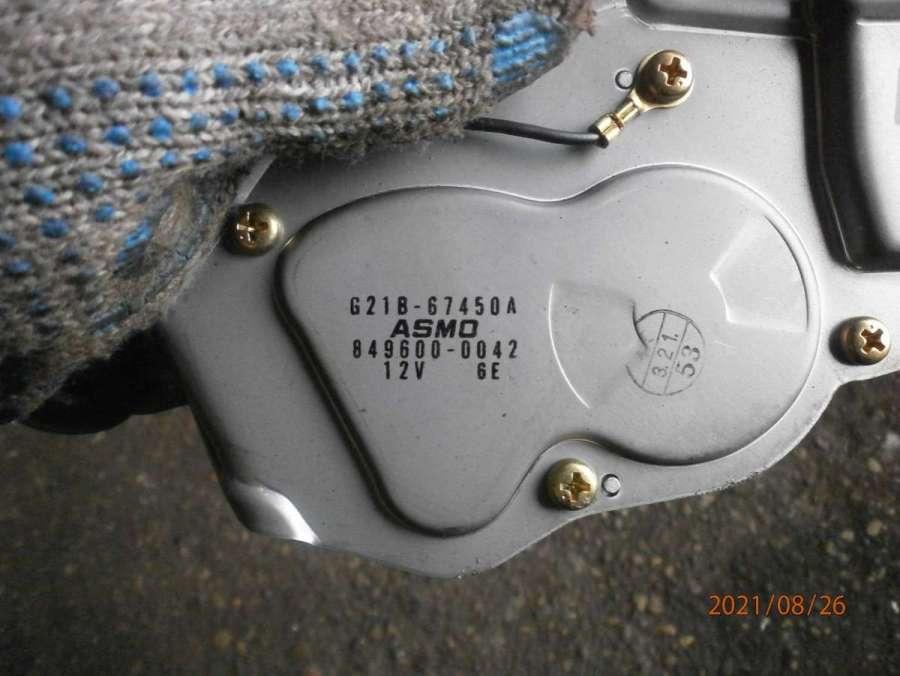 G21B-67450A
ASMO
849600-0042
12V 6E
3.21.
53
2021/08/26